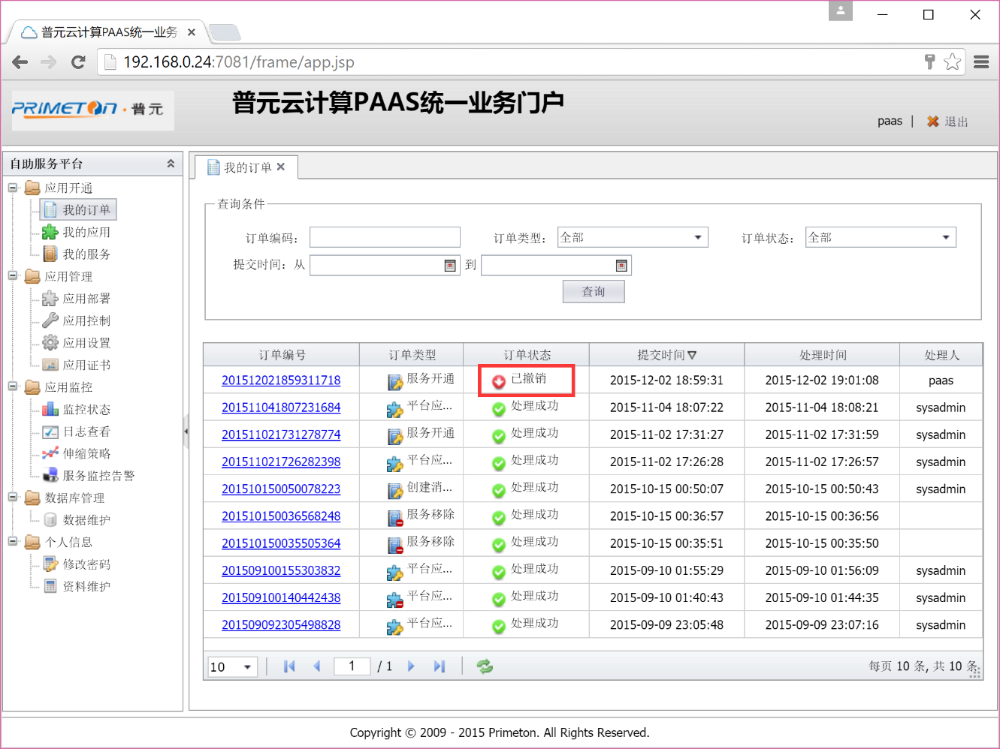 普元云计算PAAS统一业务
192.168.0.24:7081/frame/app.jsp
PRIMETON·普元
普元云计算PAAS统一业务门户
paas | 退出
自助服务平台
应用开通
我的订单
我的应用
我的服务
应用管理
应用部署
应用控制
应用设置
应用证书
应用监控
监控状态
日志查看
伸缩策略
服务监控告警
数据库管理
数据维护
个人信息
修改密码
资料维护
我的订单
查询条件
订单编码： 订单类型： 全部 订单状态： 全部
提交时间：从 到
查询
订单编号 订单类型 订单状态 提交时间 处理时间 处理人
201512021859311718 服务开通 已撤销 2015-12-02 18:59:31 2015-12-02 19:01:08 paas
201511041807231684 平台应... 处理成功 2015-11-04 18:07:22 2015-11-04 18:08:21 sysadmin
201511021731278774 服务开通 处理成功 2015-11-02 17:31:27 2015-11-02 17:31:59 sysadmin
201511021726282398 平台应... 处理成功 2015-11-02 17:26:28 2015-11-02 17:26:57 sysadmin
201510150050078223 创建消... 处理成功 2015-10-15 00:50:07 2015-10-15 00:50:43 sysadmin
201510150036568248 服务移除 处理成功 2015-10-15 00:36:57 2015-10-15 00:36:56
201510150035505364 服务移除 处理成功 2015-10-15 00:35:51 2015-10-15 00:35:50
201509100155303832 平台应... 处理成功 2015-09-10 01:55:29 2015-09-10 01:56:09 sysadmin
201509100140442438 平台应... 处理成功 2015-09-10 01:40:43 2015-09-10 01:44:35 sysadmin
201509092305498828 平台应... 处理成功 2015-09-09 23:05:48 2015-09-09 23:07:16 sysadmin
10 1 / 1 每页 10 条, 共 10 条
Copyright © 2009 - 2015 Primeton. All Rights Reserved.